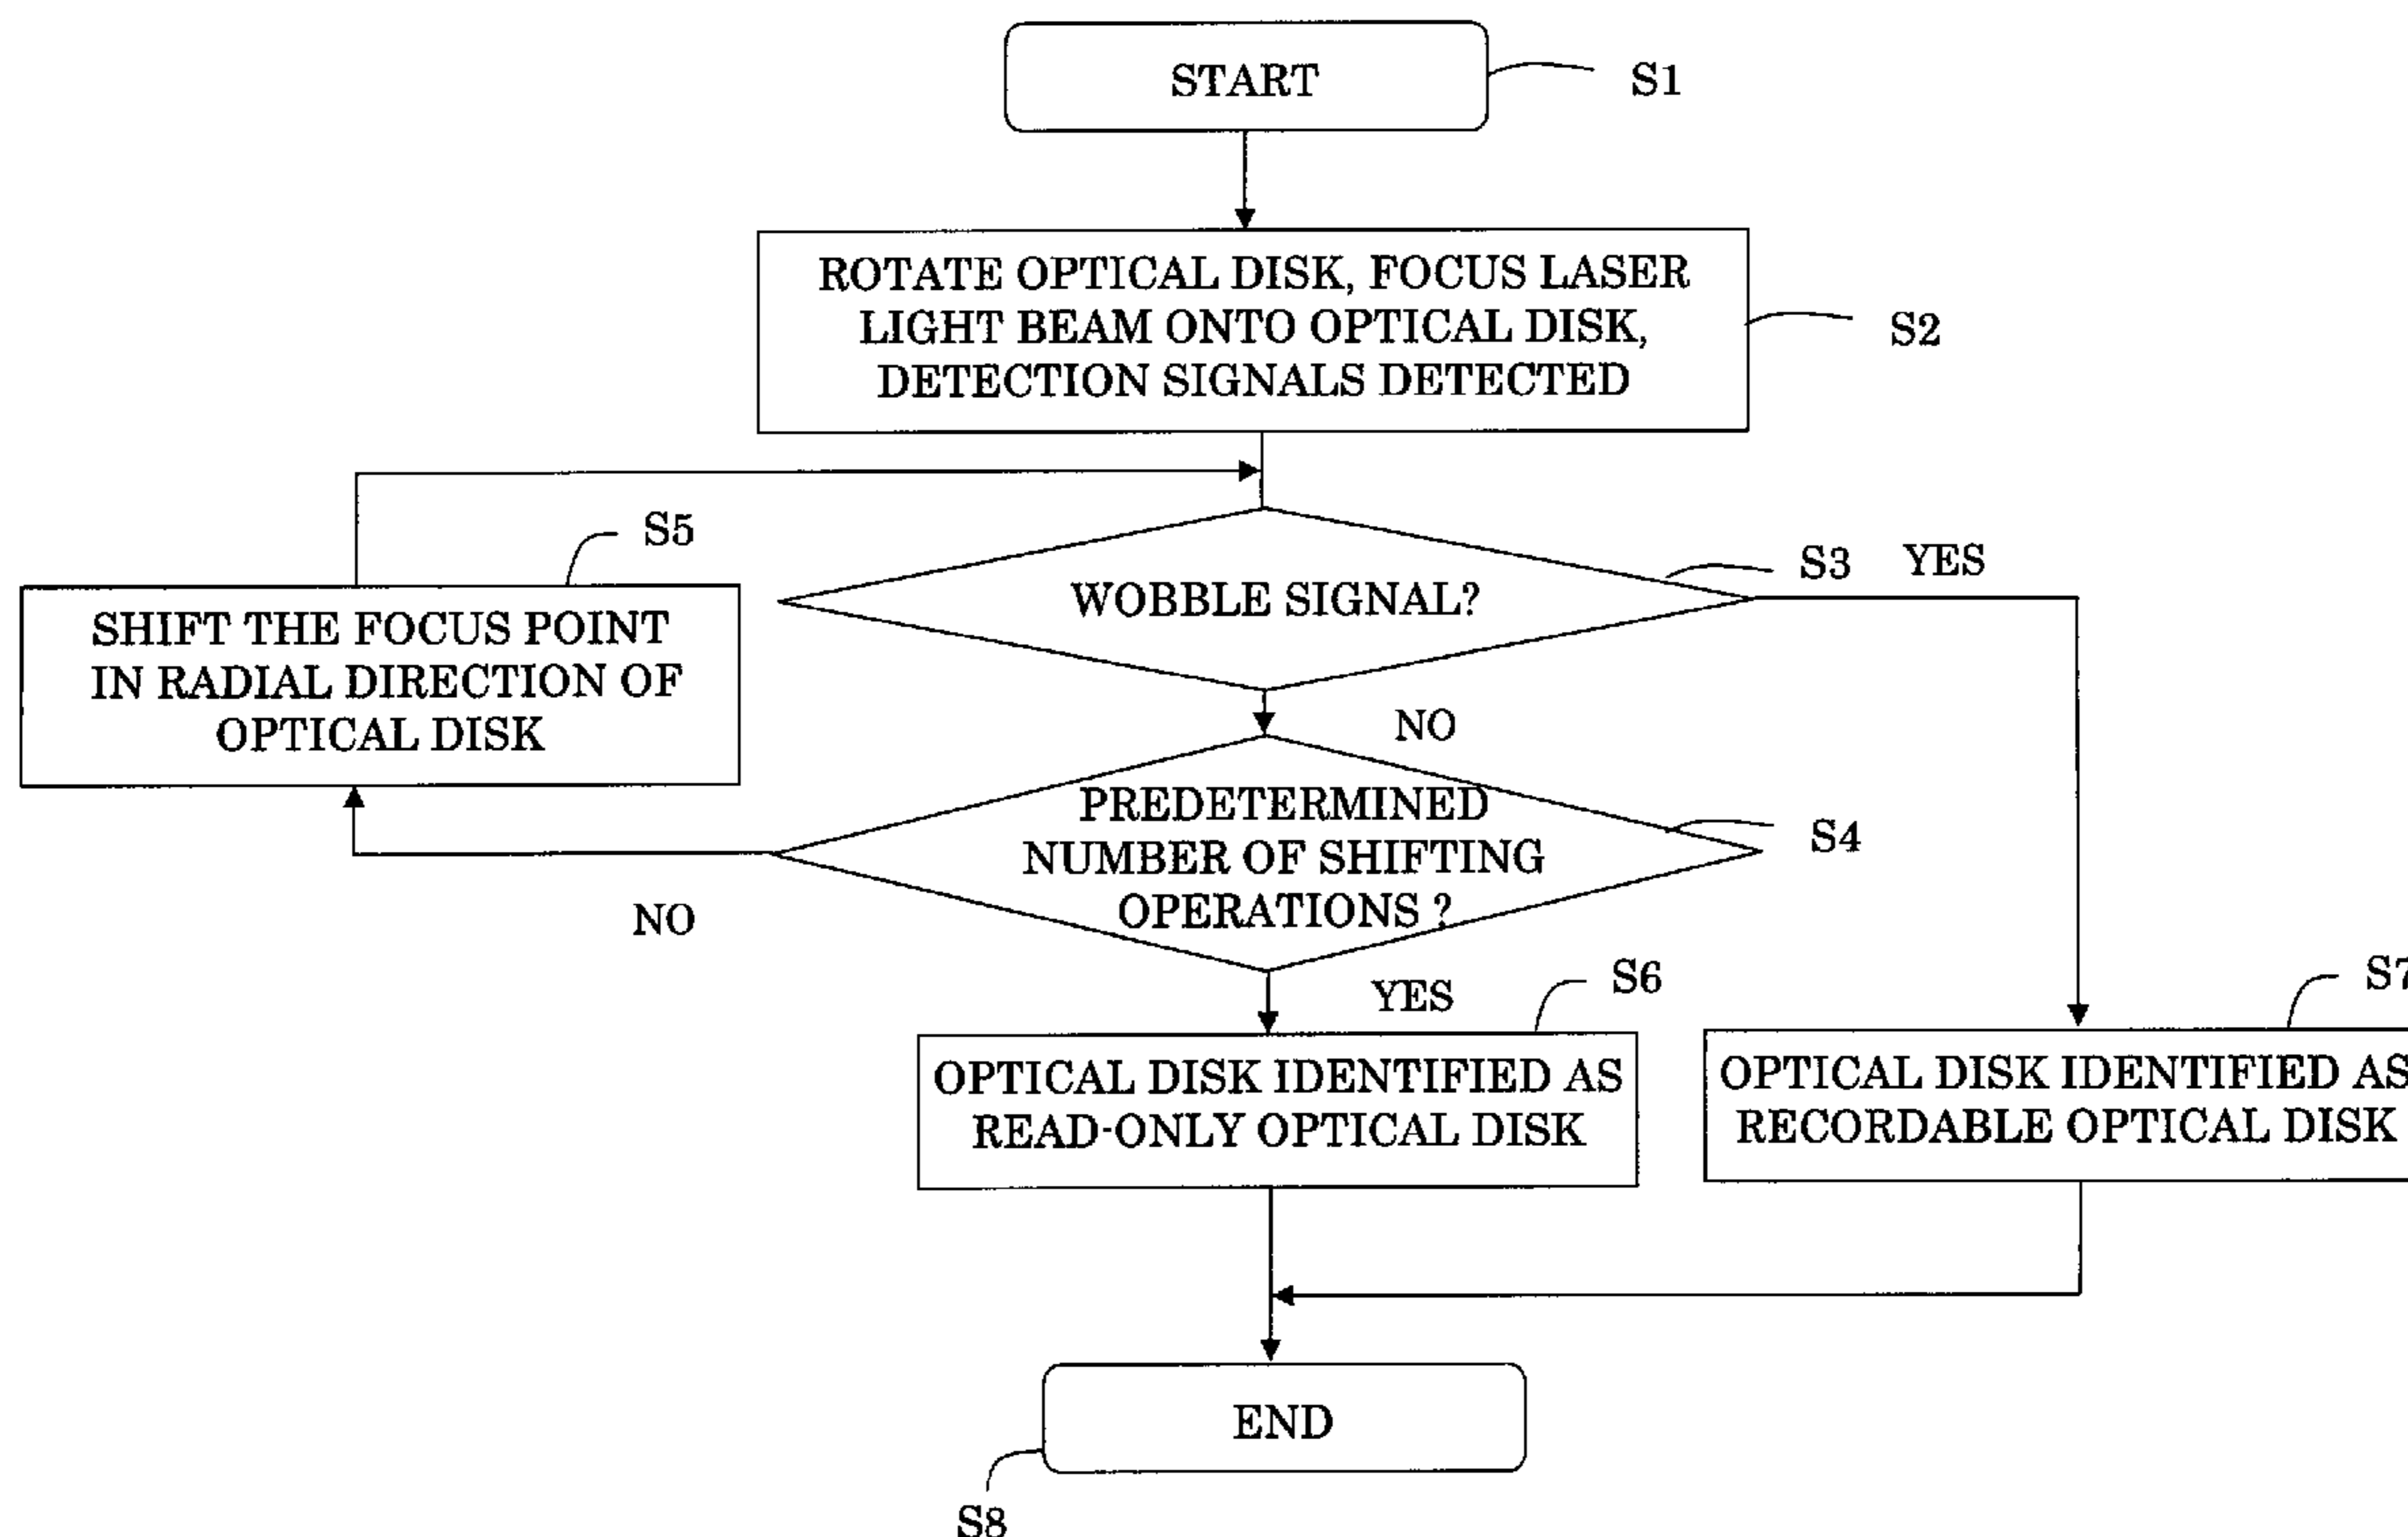 START
S1
ROTATE OPTICAL DISK, FOCUS LASER
LIGHT BEAM ONTO OPTICAL DISK,
DETECTION SIGNALS DETECTED
S2
S5
SHIFT THE FOCUS POINT
IN RADIAL DIRECTION OF
OPTICAL DISK
WOBBLE SIGNAL?
S3
YES
NO
PREDETERMINED
NUMBER OF SHIFTING
OPERATIONS ?
S4
NO
YES
S6
OPTICAL DISK IDENTIFIED AS
READ-ONLY OPTICAL DISK
S7
OPTICAL DISK IDENTIFIED AS
RECORDABLE OPTICAL DISK
END
S8